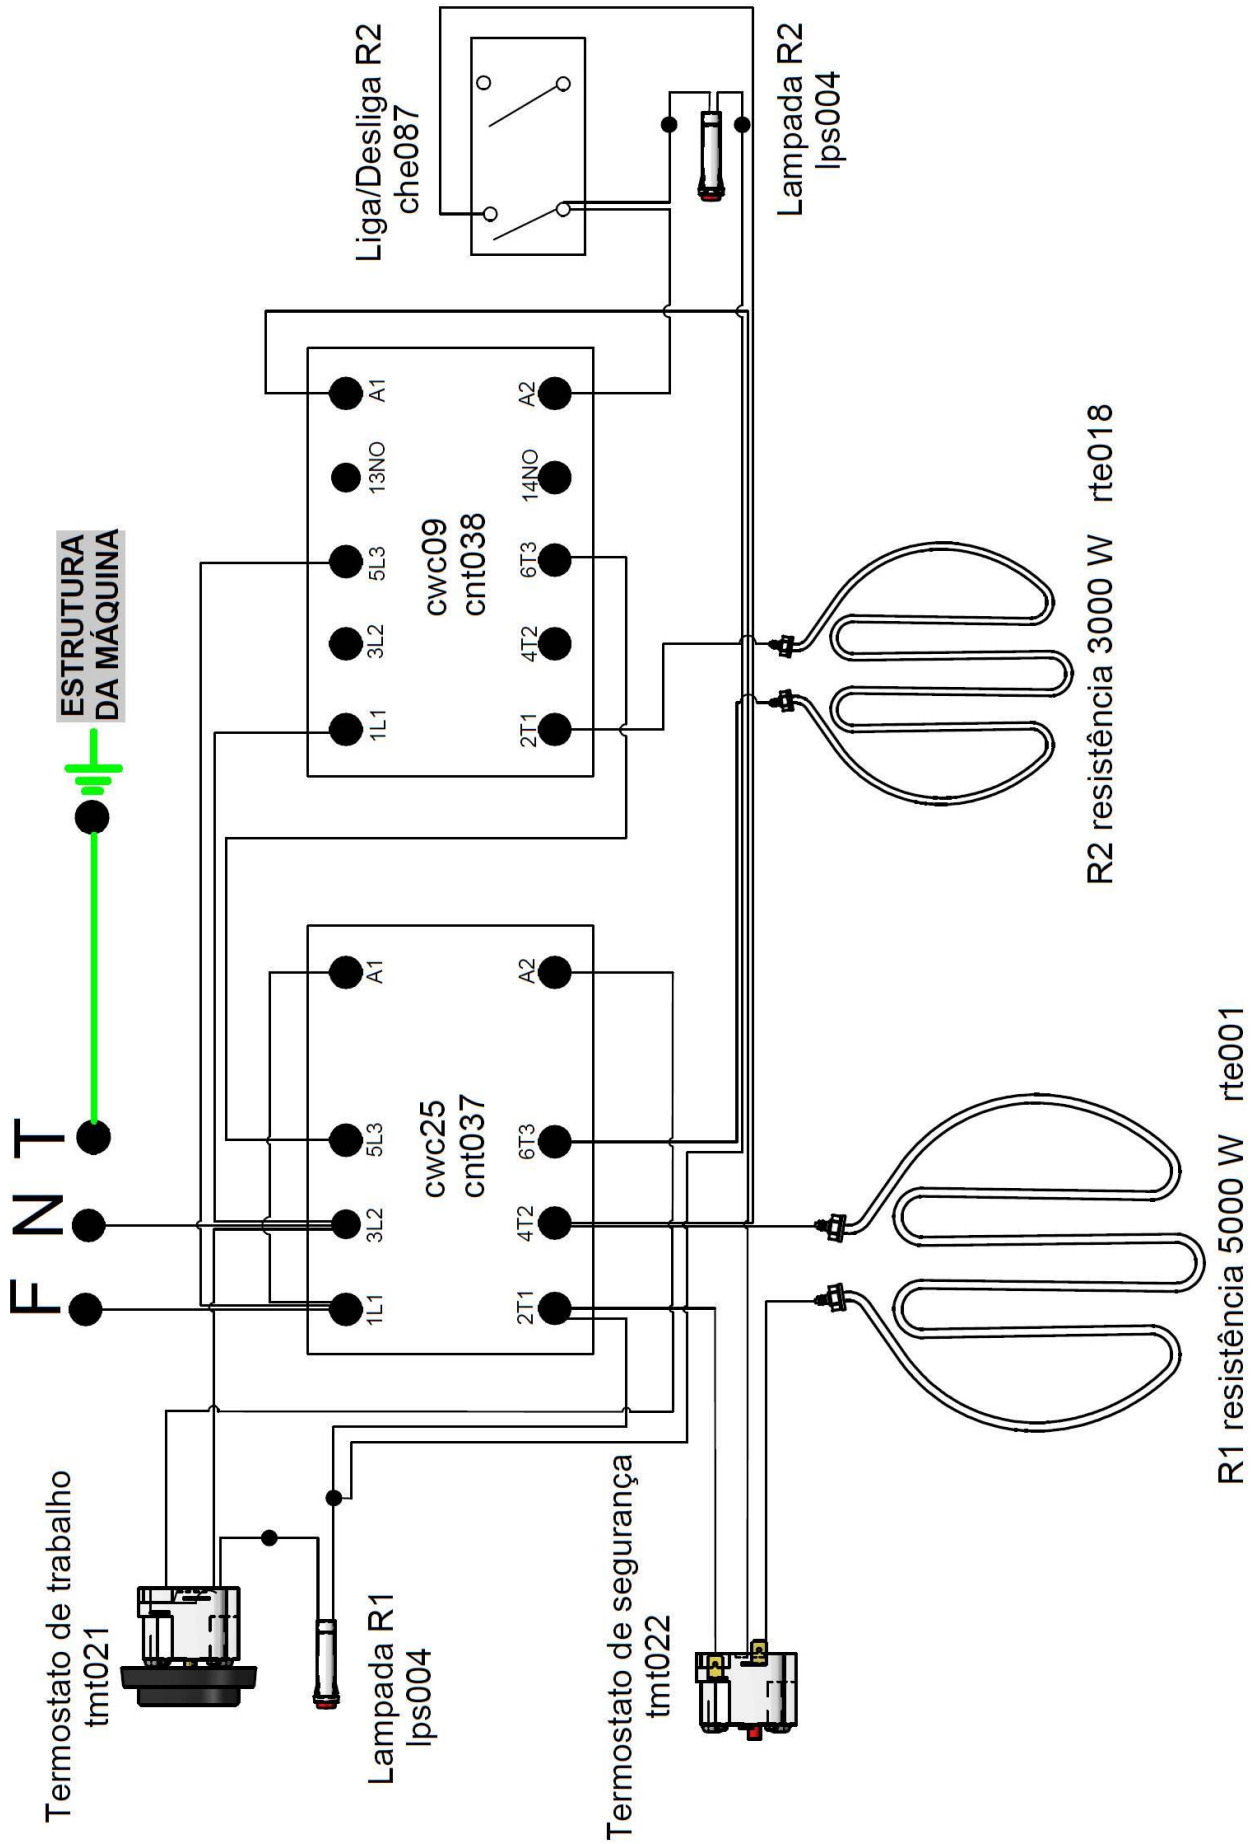 F
N
T
ESTRUTURA
DA MÁQUINA
Termostato de trabalho
tmt021
Lampada R1
lps004
Termostato de segurança
tmt022
1L1
3L2
5L3
A1
cwc25
cnt037
2T1
4T2
6T3
A2
1L1
3L2
5L3
13NO
A1
cwc09
cnt038
2T1
4T2
6T3
14NO
A2
Liga/Desliga R2
che087
Lampada R2
lps004
R1 resistência 5000 W rte001
R2 resistência 3000 W rte018